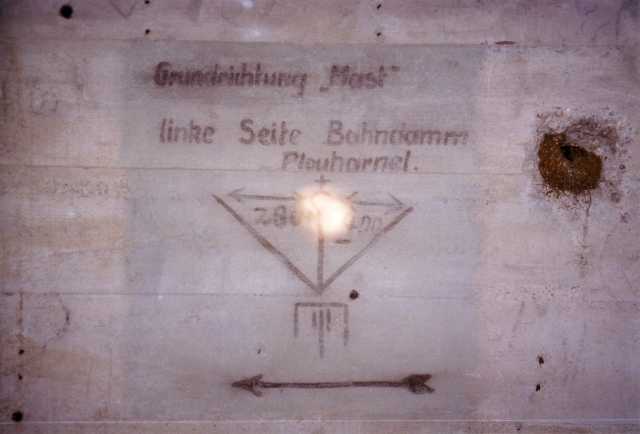 Grundrichtung „Mast"
linke Seite Bahndamm
Plouharnel.